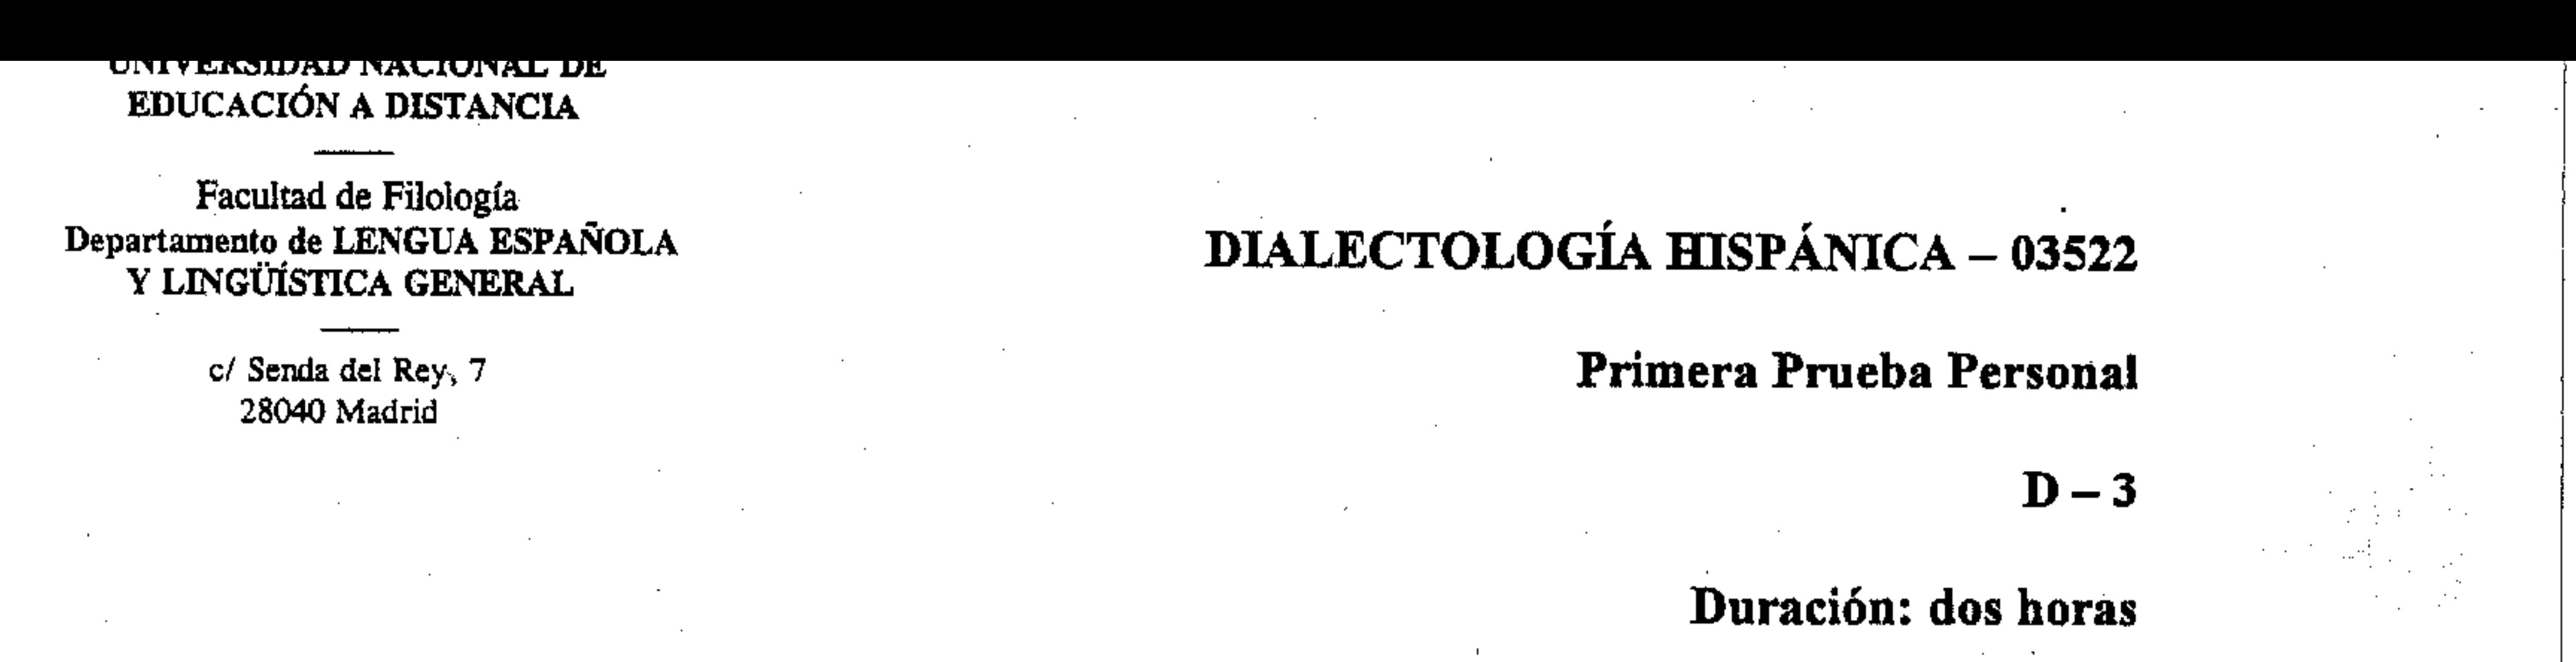 UNIVERSIDAD NACIONAL DE
EDUCACIÓN A DISTANCIA
Facultad de Filología
Departamento de LENGUA ESPAÑOLA
Y LINGÜÍSTICA GENERAL
c/ Senda del Rey, 7
28040 Madrid
DIALECTOLOGÍA HISPÁNICA – 03522
Primera Prueba Personal
D – 3
Duración: dos horas